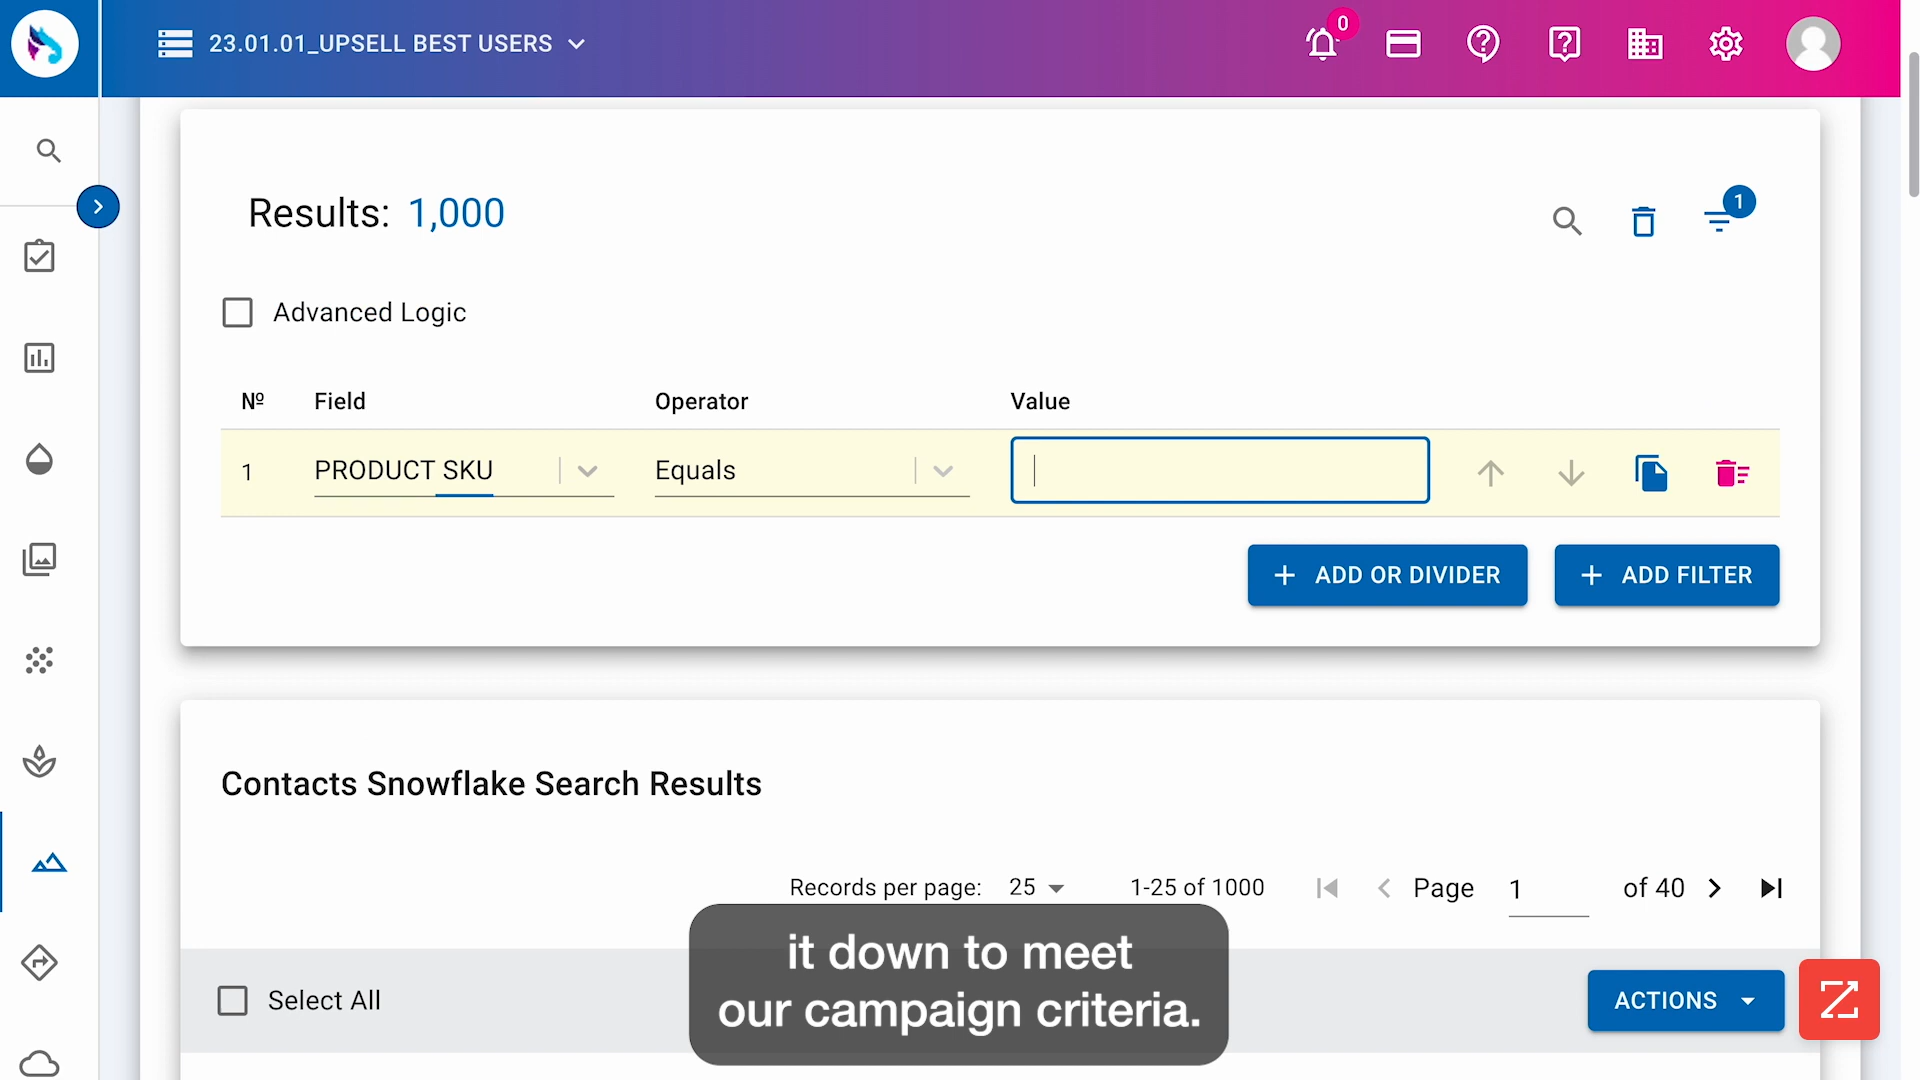 23.01.01_UPSELL BEST USERS
0
Results: 1,000
1
Advanced Logic
Nº Field Operator Value
1 PRODUCT SKU Equals
ADD OR DIVIDER
ADD FILTER
Contacts Snowflake Search Results
Records per page: 25 1-25 of 1000 Page 1 of 40
it down to meet
our campaign criteria.
Select All
ACTIONS